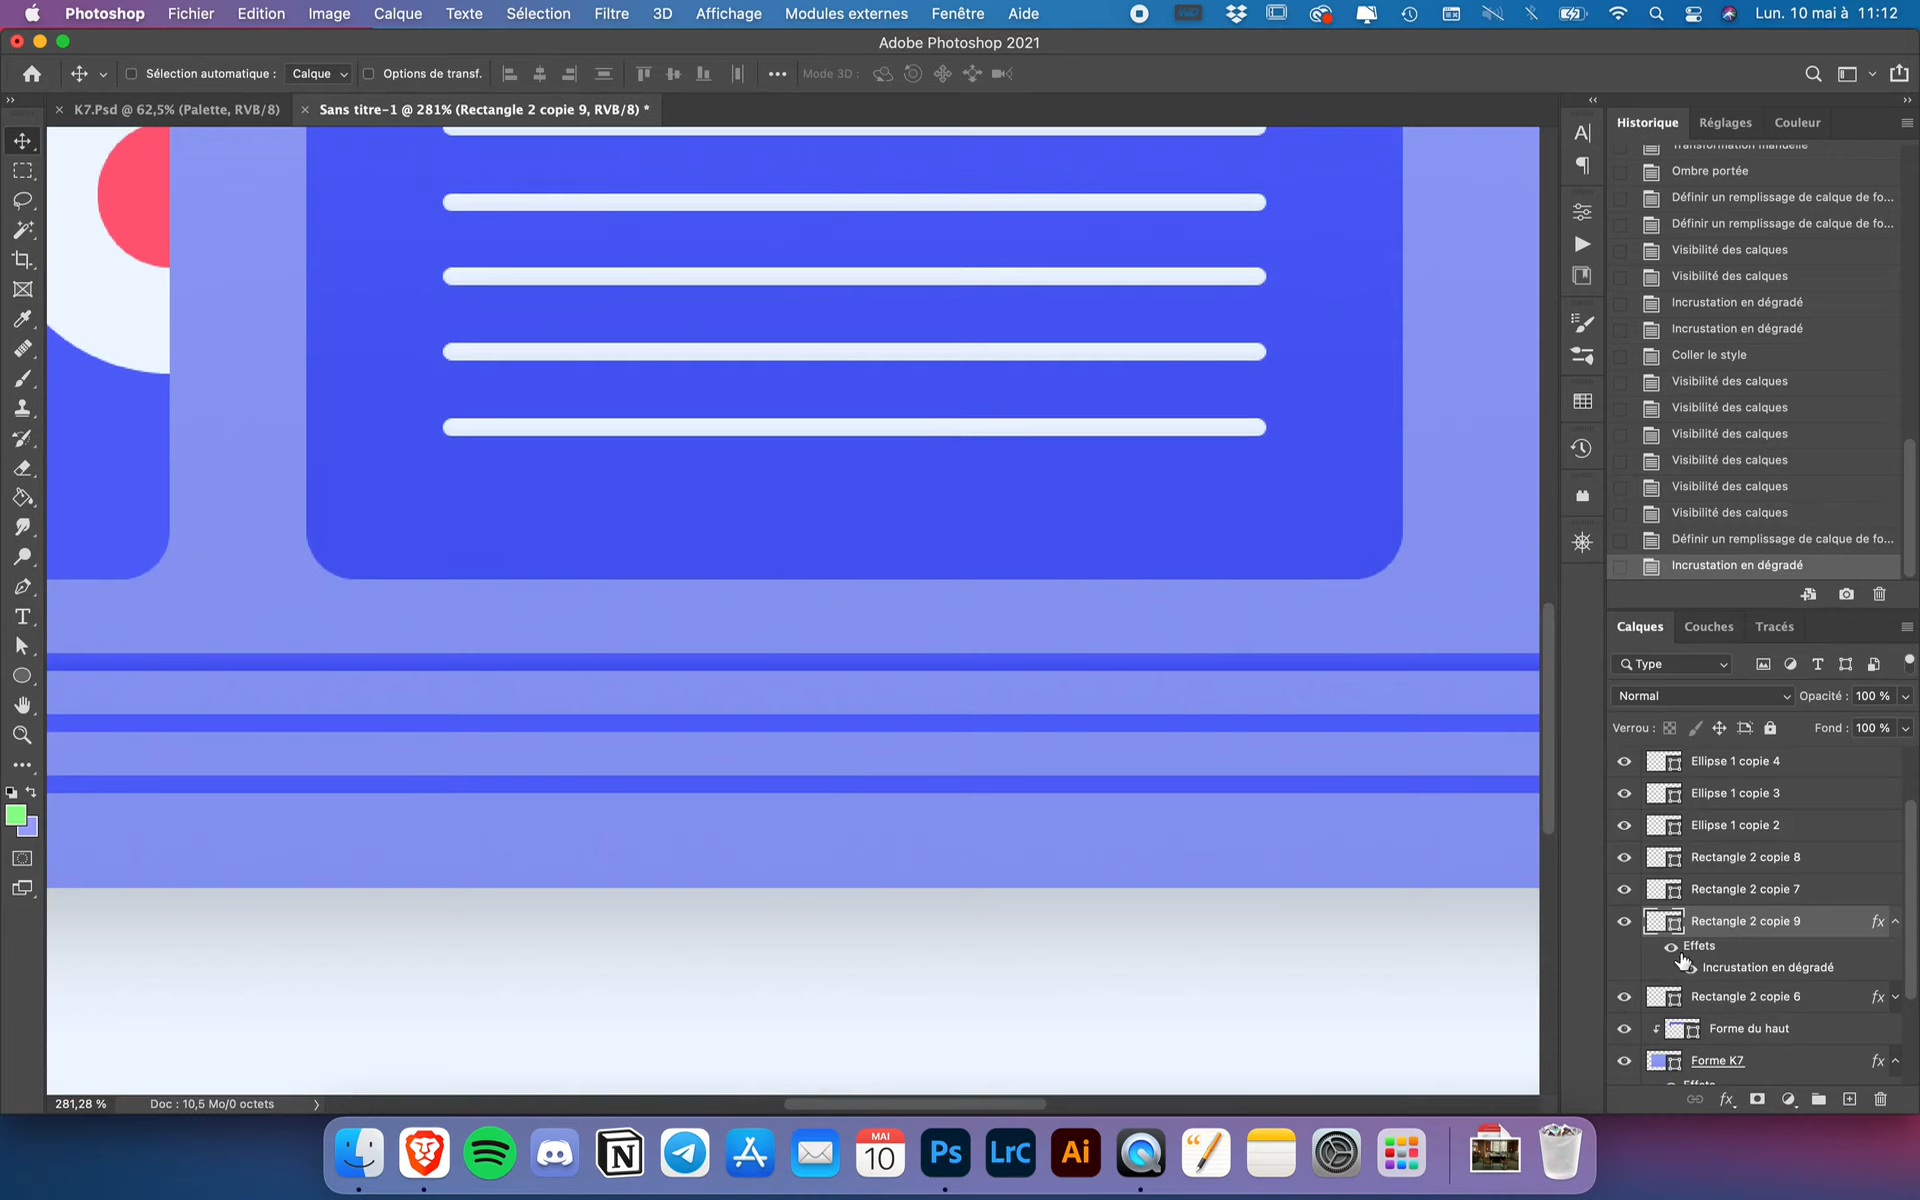 Photoshop Fichier Edition Image Calque Texte Sélection Filtre 3D Affichage Modules externes Fenêtre Aide Lun. 10 mai à 11:12
Adobe Photoshop 2021
Sélection automatique : Calque Options de transf. Mode 3D :
K7.Psd @ 62,5% (Palette, RVB/8) Sans titre-1 @ 281% (Rectangle 2 copie 9, RVB/8) *
Historique Réglages Couleur
Transformation manuelle
Ombre portée
Définir un remplissage de calque de fo...
Définir un remplissage de calque de fo...
Visibilité des calques
Visibilité des calques
Incrustation en dégradé
Incrustation en dégradé
Coller le style
Visibilité des calques
Visibilité des calques
Visibilité des calques
Visibilité des calques
Visibilité des calques
Visibilité des calques
Définir un remplissage de calque de fo...
Incrustation en dégradé
Calques Couches Tracés
Type
Normal Opacité : 100 %
Verrou : Fond : 100 %
Ellipse 1 copie 4
Ellipse 1 copie 3
Ellipse 1 copie 2
Rectangle 2 copie 8
Rectangle 2 copie 7
Rectangle 2 copie 9 fx
Effets
Incrustation en dégradé
Rectangle 2 copie 6 fx
Forme du haut
Forme K7 fx
Effets
281,28 % Doc : 10,5 Mo/0 octets
fx
MAI
10
Ps LrC Ai